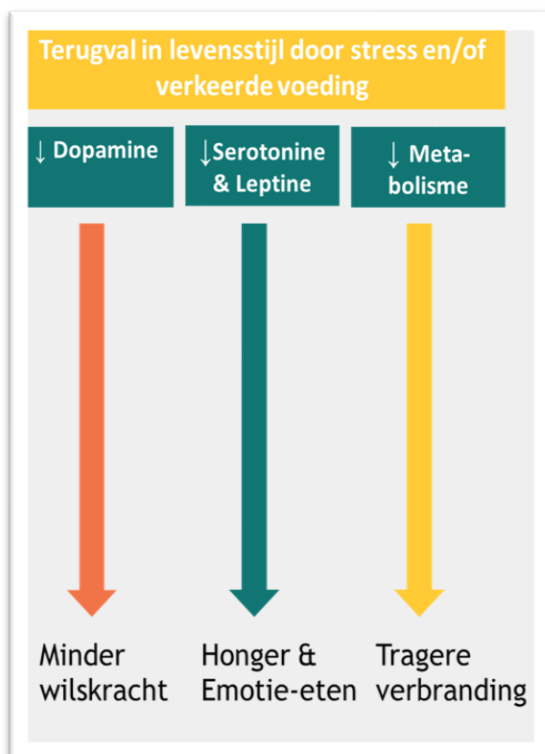 Terugval in levensstijl door stress en/of
verkeerde voeding
↓ Dopamine
↓Serotonine
& Leptine
↓ Meta-
bolisme
Minder
wilskracht
Honger &
Emotie-eten
Tragere
verbranding